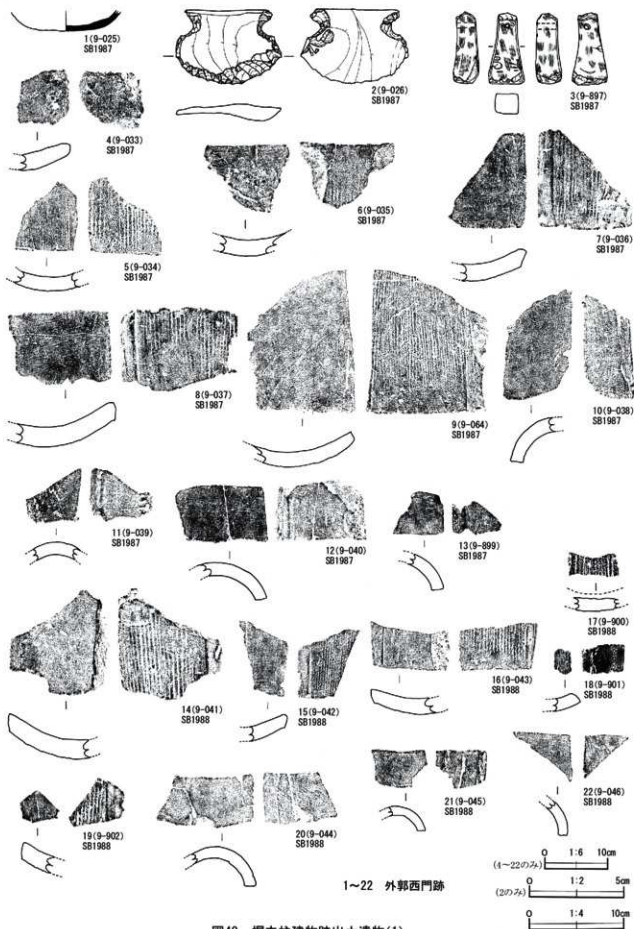 1(9-025)
SB1987
2(9-026)
SB1987
3(9-897)
SB1987
4(9-033)
SB1987
5(9-034)
SB1987
6(9-035)
SB1987
7(9-036)
SB1987
8(9-037)
SB1987
9(9-064)
SB1987
10(9-038)
SB1987
11(9-039)
SB1987
12(9-040)
SB1987
13(9-899)
SB1987
14(9-041)
SB1988
15(9-042)
SB1988
16(9-043)
SB1988
17(9-900)
SB1988
18(9-901)
SB1988
19(9-902)
SB1988
20(9-044)
SB1988
21(9-045)
SB1988
22(9-046)
SB1988
1~22 外郭西門跡
0 1:6 10cm
(4~22のみ)
0 1:2 5cm
(2のみ)
0 1:4 10cm